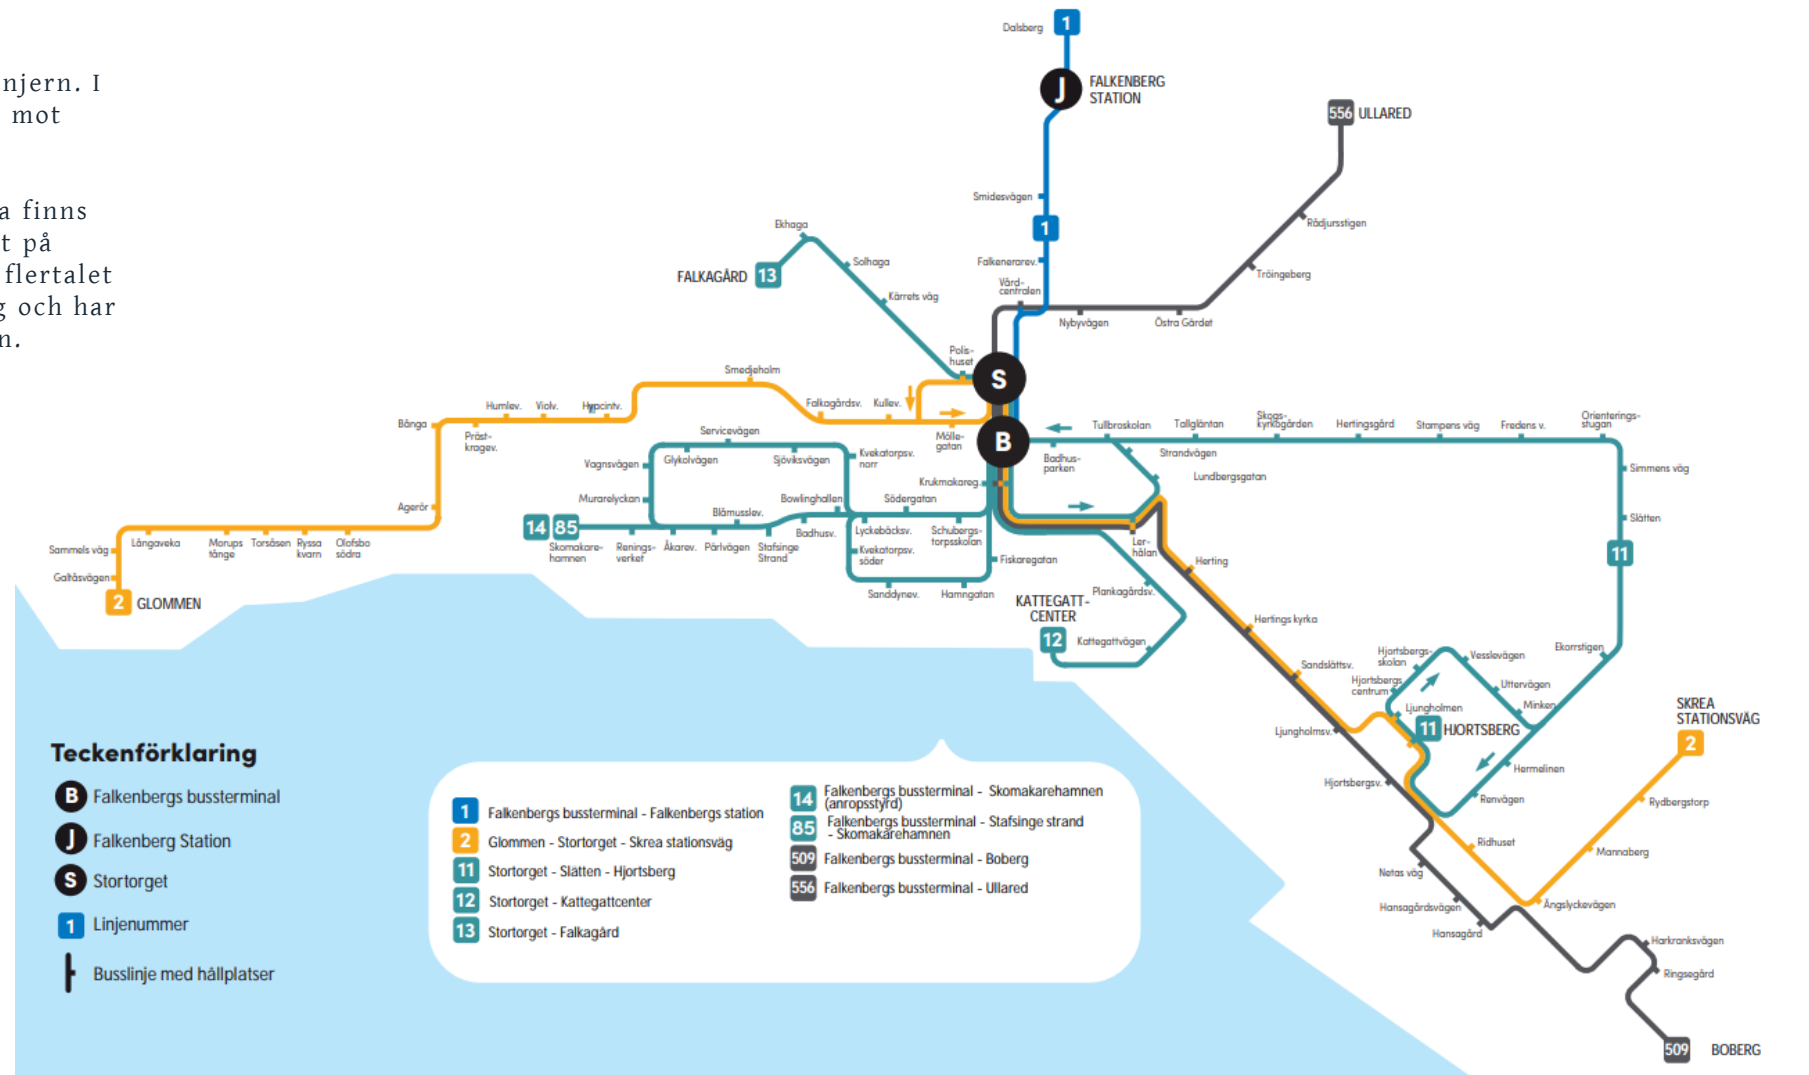 njern. I
mot
a finns
t på
flertalet
g och har
n.
Dalsberg
1
J
FALKENBERG
STATION
556
ULLARED
Smidesvägen
1
Rådjursstigen
Falkenerarev.
Tröingeberg
Vård-
centralen
Nybyvägen
Östra Gärdet
Ekhaga
Solhaga
FALKAGÅRD
13
Kärrets väg
Polis-
huset
S
Smedjeholm
Humlev.
Violv.
Hyacintv.
Falkagårdsv.
Kullev.
Bånga
Präst-
kragev.
Mölle-
gatan
B
Agerör
Sammels väg
Långaveka
Morups
tånge
Torsåsen
Ryssa
kvarn
Olofsbo
södra
Galtåsvägen
2
GLOMMEN
Servicevägen
Vagnsvägen
Glykolvägen
Sjöviksvägen
Kvekatorpsv.
norr
Krukmakareg.
Murarelyckan
Bowlinghallen
Södergatan
Blåmusslev.
14
85
Skomakare-
hamnen
Renings-
verket
Åkarev.
Pärlvägen
Stafsinge
Strand
Badhusv.
Lyckebäcksv.
Schubergs-
torpsskolan
Kvekatorpsv.
söder
Fiskaregatan
Sanddynev.
Hamngatan
Badhus-
parken
Tullbroskolan
Tallgläntan
Skogs-
kyrkogården
Hertingsgård
Stampens väg
Fredens v.
Orienterings-
stugan
Strandvägen
Lundbergsgatan
Simmens väg
Slätten
11
Ler-
hålan
Herting
Plankagårdsv.
KATTEGATT-
CENTER
12
Kattegattvägen
Hertings kyrka
Sandslättsv.
Ekorrstigen
Hjortsbergs-
skolan
Vesslevägen
Hjortsbergs
centrum
Uttervägen
Minken
Ljungholmen
11
HJORTSBERG
Ljungholmsv.
SKREA
STATIONSVÄG
2
Hermelinen
Hjortsbergsv.
Renvägen
Rydbergstorp
Ridhuset
Mannaberg
Netas väg
Hansagårdsvägen
Ängslyckevägen
Hansagård
Harkranksvägen
Ringsegård
509
BOBERG
Teckenförklaring
B Falkenbergs bussterminal
J Falkenberg Station
S Stortorget
1 Linjenummer
Busslinje med hållplatser
1 Falkenbergs bussterminal - Falkenbergs station
2 Glommen - Stortorget - Skrea stationsväg
11 Stortorget - Slätten - Hjortsberg
12 Stortorget - Kattegattcenter
13 Stortorget - Falkagård
14 Falkenbergs bussterminal - Skomakarehamnen
(anropsstyrd)
85 Falkenbergs bussterminal - Stafsinge strand
- Skomakarehamnen
509 Falkenbergs bussterminal - Boberg
556 Falkenbergs bussterminal - Ullared